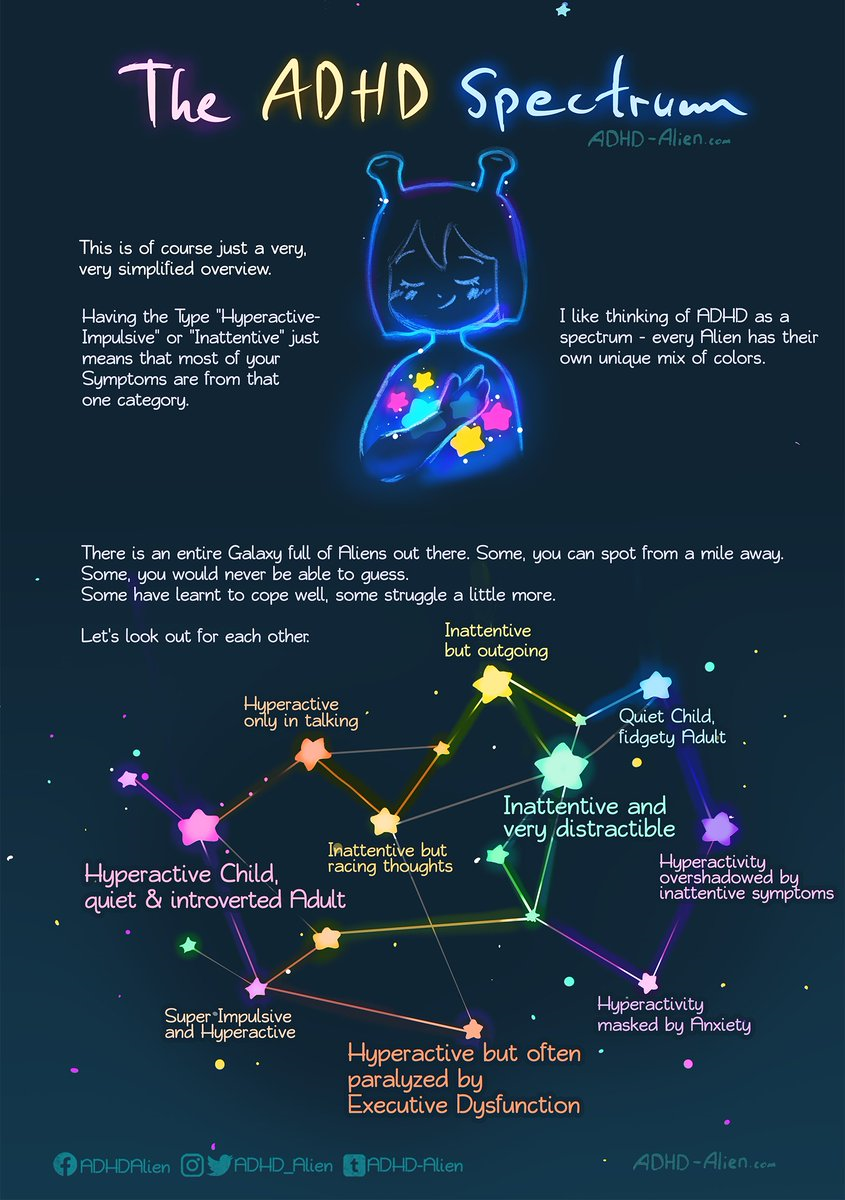 The ADHD Spectrum
ADHD-Alien.com
This is of course just a very,
very simplified overview.
Having the Type "Hyperactive-
Impulsive" or "Inattentive" just
means that most of your
Symptoms are from that
one category.
I like thinking of ADHD as a
spectrum - every Alien has their
own unique mix of colors.
There is an entire Galaxy full of Aliens out there. Some, you can spot from a mile away.
Some, you would never be able to guess.
Some have learnt to cope well, some struggle a little more.
Let's look out for each other.
Inattentive
but outgoing
Hyperactive
only in talking
Quiet Child,
fidgety Adult
Inattentive and
very distractible
Inattentive but
racing thoughts
Hyperactivity
overshadowed by
inattentive symptoms
Hyperactive Child,
quiet & introverted Adult
Super Impulsive
and Hyperactive
Hyperactivity
masked by Anxiety
Hyperactive but often
paralyzed by
Executive Dysfunction
ADHDAlien ADHD_Alien ADHD-Alien
ADHD-Alien.com